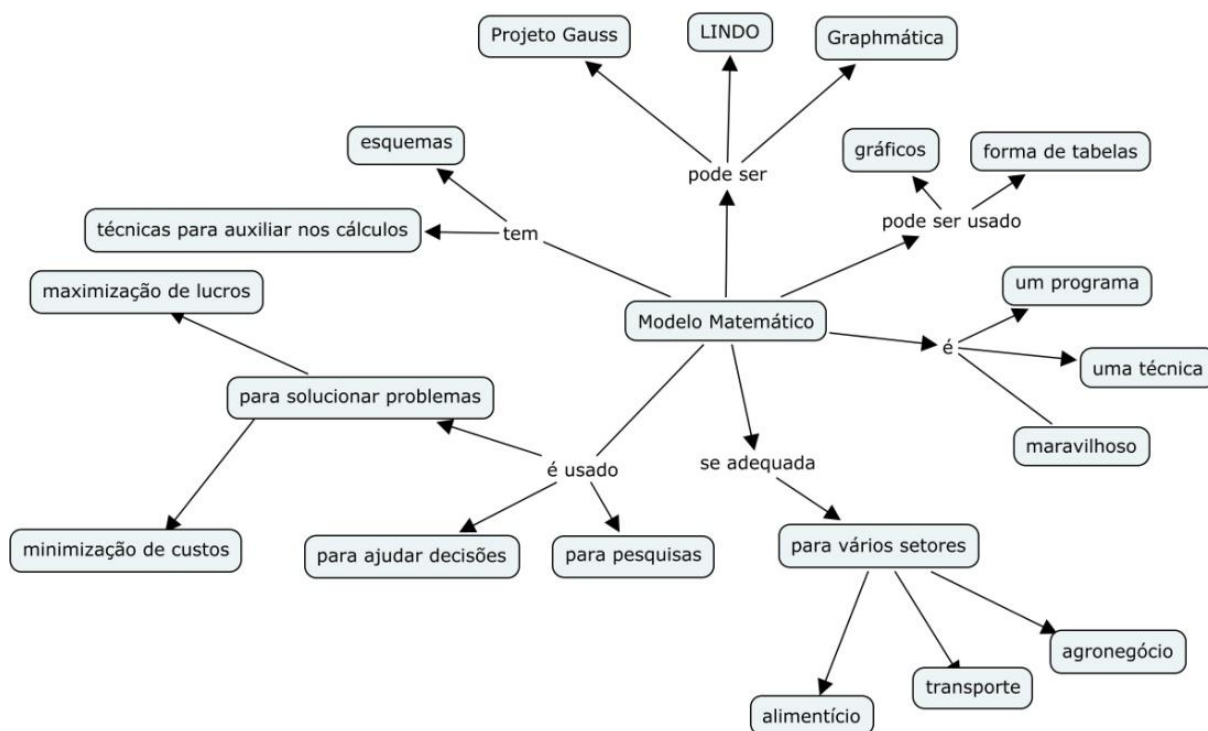 Projeto Gauss
LINDO
Graphmática
esquemas
gráficos
forma de tabelas
pode ser
técnicas para auxiliar nos cálculos
tem
pode ser usado
maximização de lucros
um programa
Modelo Matemático
é
uma técnica
para solucionar problemas
maravilhoso
é usado
se adequada
minimização de custos
para ajudar decisões
para pesquisas
para vários setores
agronegócio
transporte
alimentício